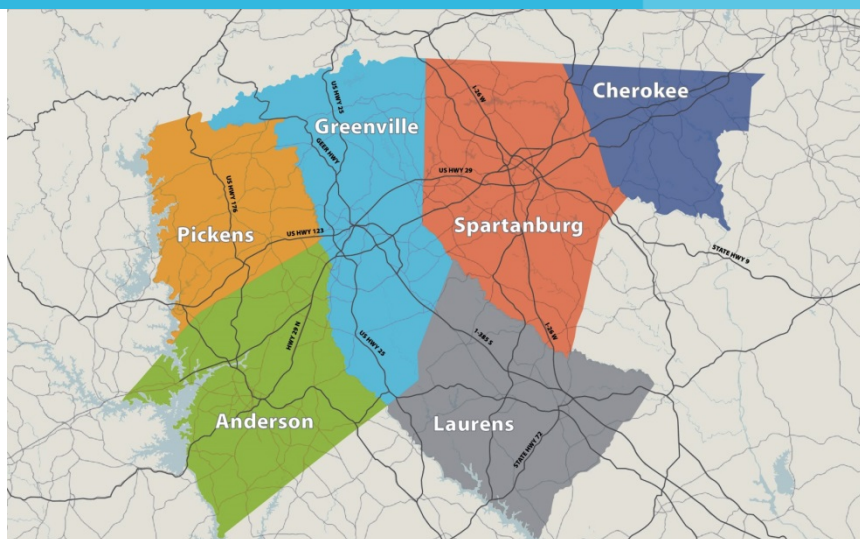 Cherokee
I-26 W
US HWY 25
Greenville
GEER HWY
US HWY 29
US HWY 178
Spartanburg
Pickens
US HWY 123
STATE HWY 9
HWY 29 N
I-385 S
I-26 W
US HWY 25
Anderson
Laurens
STATE HWY 72